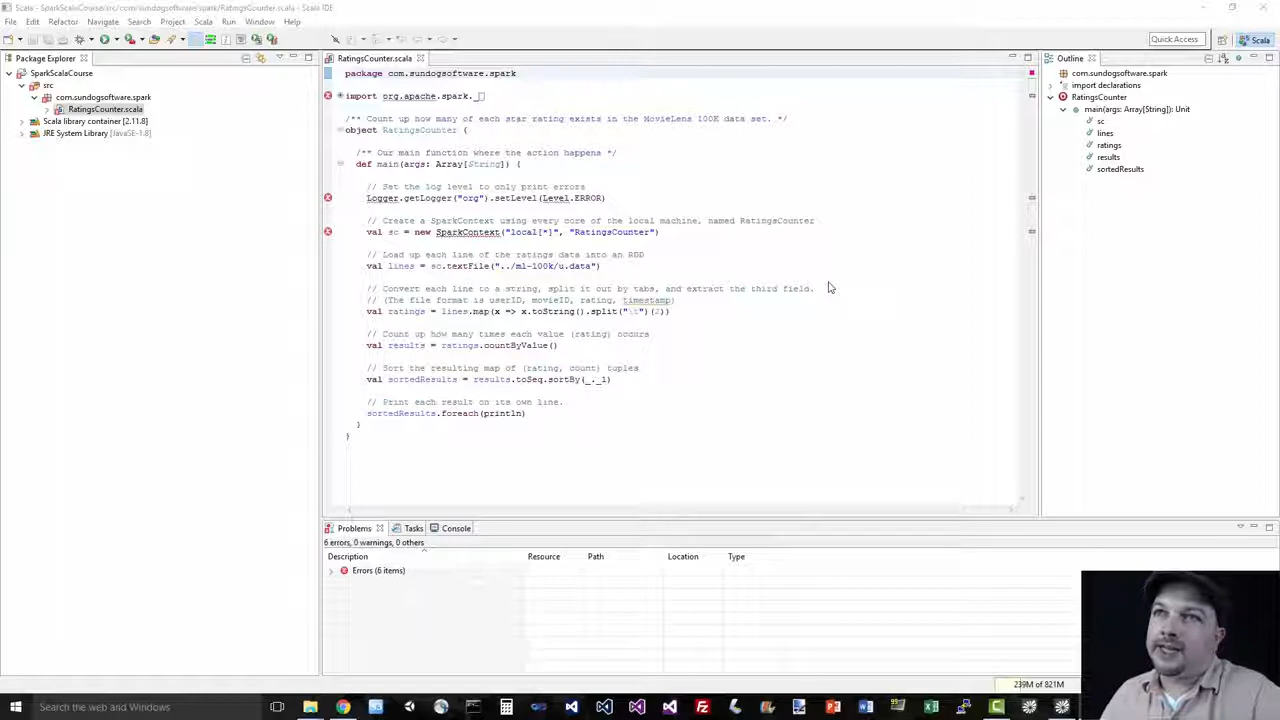 Scala - SparkScalaCourse/src/com/sundogsoftware/spark/RatingsCounter.scala - Scala IDE
File Edit Refactor Navigate Search Project Scala Run Window Help
Quick Access Scala
Package Explorer
SparkScalaCourse
src
com.sundogsoftware.spark
RatingsCounter.scala
Scala library container [2.11.8]
JRE System Library [JavaSE-1.8]
RatingsCounter.scala
package com.sundogsoftware.spark
import org.apache.spark._
/** Count up how many of each star rating exists in the MovieLens 100K data set. */
object RatingsCounter {
/** Our main function where the action happens */
def main(args: Array[String]) {
// Set the log level to only print errors
Logger.getLogger("org").setLevel(Level.ERROR)
// Create a SparkContext using every core of the local machine, named RatingsCounter
val sc = new SparkContext("local[*]", "RatingsCounter")
// Load up each line of the ratings data into an RDD
val lines = sc.textFile("../ml-100k/u.data")
// Convert each line to a string, split it out by tabs, and extract the third field.
// (The file format is userID, movieID, rating, timestamp)
val ratings = lines.map(x => x.toString().split("\t")(2))
// Count up how many times each value (rating) occurs
val results = ratings.countByValue()
// Sort the resulting map of (rating, count) tuples
val sortedResults = results.toSeq.sortBy(_._1)
// Print each result on its own line.
sortedResults.foreach(println)
}
}
Outline
com.sundogsoftware.spark
import declarations
RatingsCounter
main(args: Array[String]): Unit
sc
lines
ratings
results
sortedResults
Problems Tasks Console
6 errors, 0 warnings, 0 others
Description Resource Path Location Type
Errors (6 items)
239M of 821M
Search the web and Windows